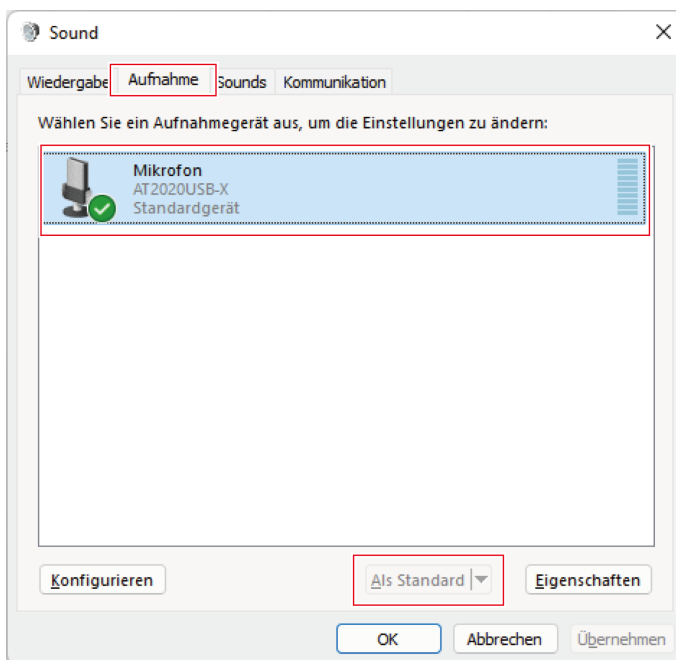 Sound
Wiedergabe Aufnahme Sounds Kommunikation
Wählen Sie ein Aufnahmegerät aus, um die Einstellungen zu ändern:
Mikrofon
AT2020USB-X
Standardgerät
Konfigurieren Als Standard Eigenschaften
OK Abbrechen Übernehmen